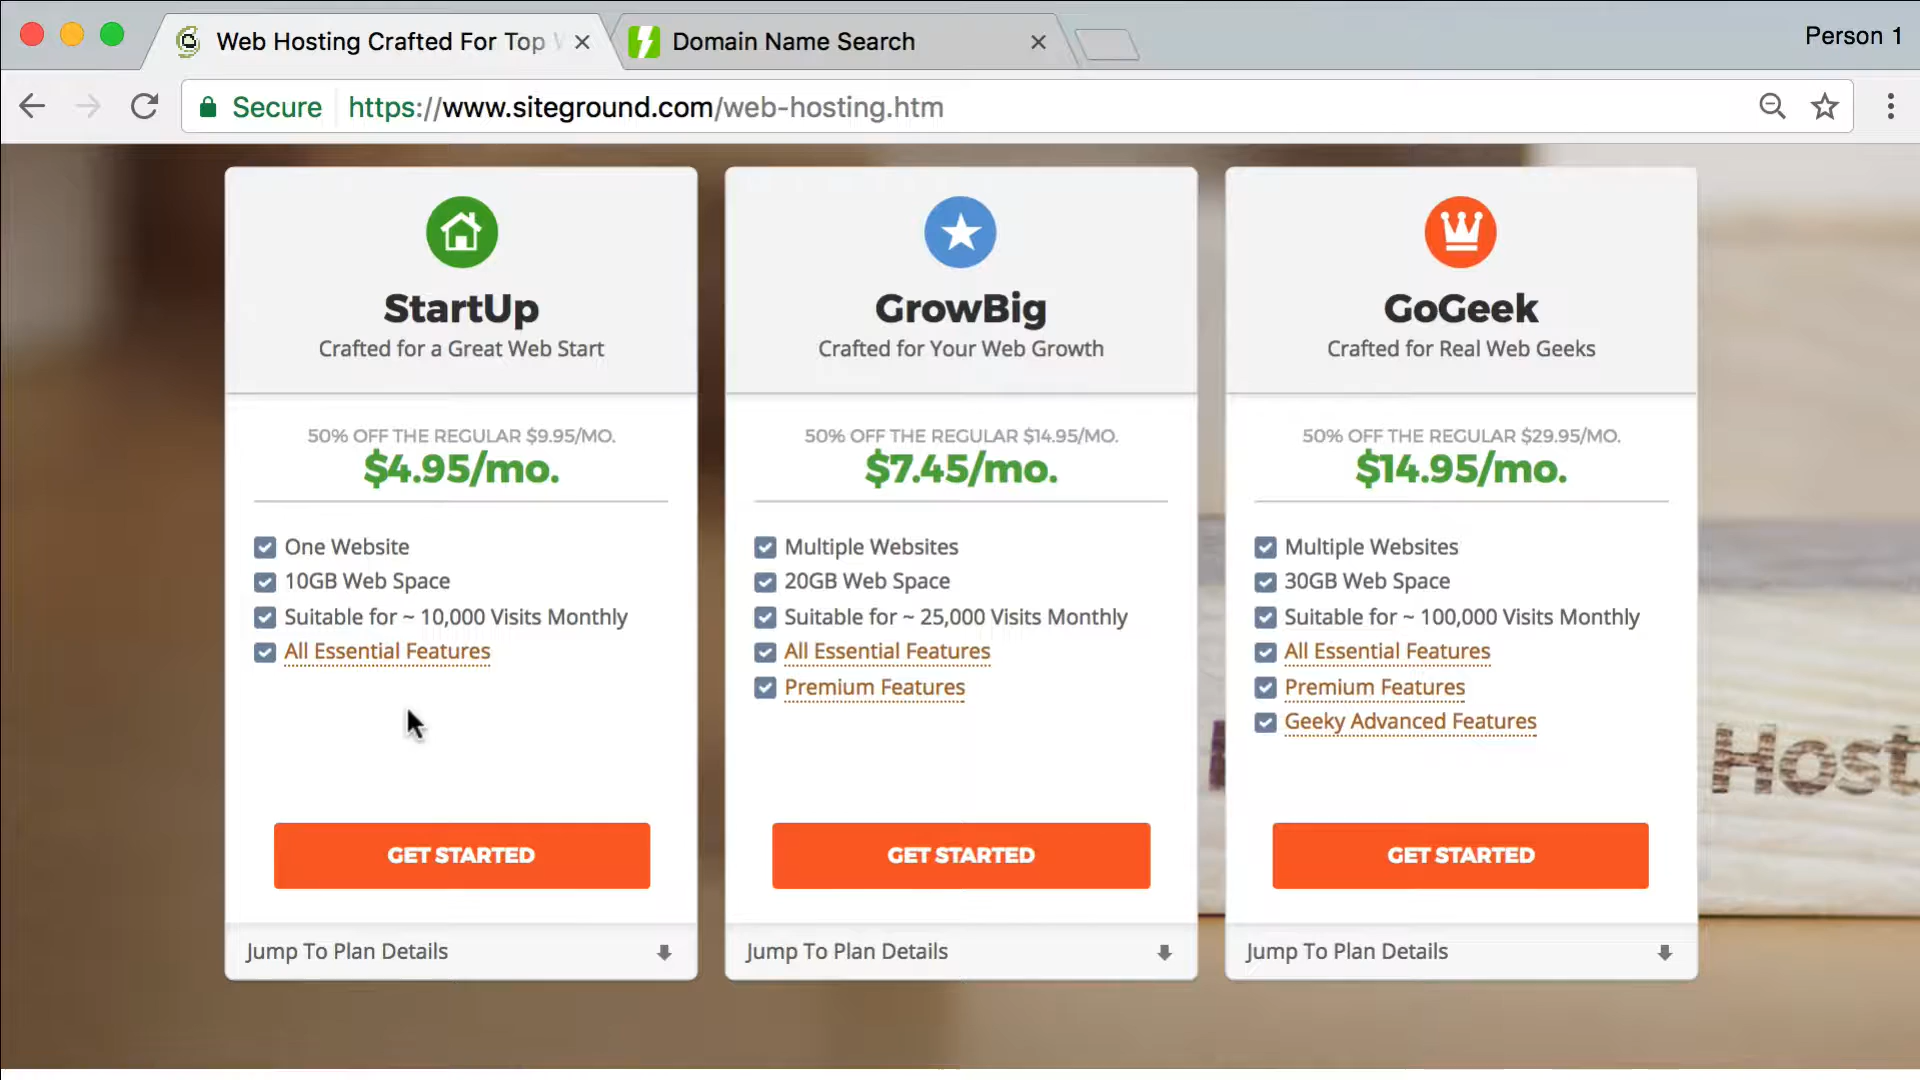 Web Hosting Crafted For Top
Domain Name Search
Person 1
Secure
https://www.siteground.com/web-hosting.htm
StartUp
Crafted for a Great Web Start
50% OFF THE REGULAR $9.95/MO.
$4.95/mo.
One Website
10GB Web Space
Suitable for ~ 10,000 Visits Monthly
All Essential Features
GET STARTED
Jump To Plan Details
GrowBig
Crafted for Your Web Growth
50% OFF THE REGULAR $14.95/MO.
$7.45/mo.
Multiple Websites
20GB Web Space
Suitable for ~ 25,000 Visits Monthly
All Essential Features
Premium Features
GET STARTED
Jump To Plan Details
GoGeek
Crafted for Real Web Geeks
50% OFF THE REGULAR $29.95/MO.
$14.95/mo.
Multiple Websites
30GB Web Space
Suitable for ~ 100,000 Visits Monthly
All Essential Features
Premium Features
Geeky Advanced Features
GET STARTED
Jump To Plan Details
Host